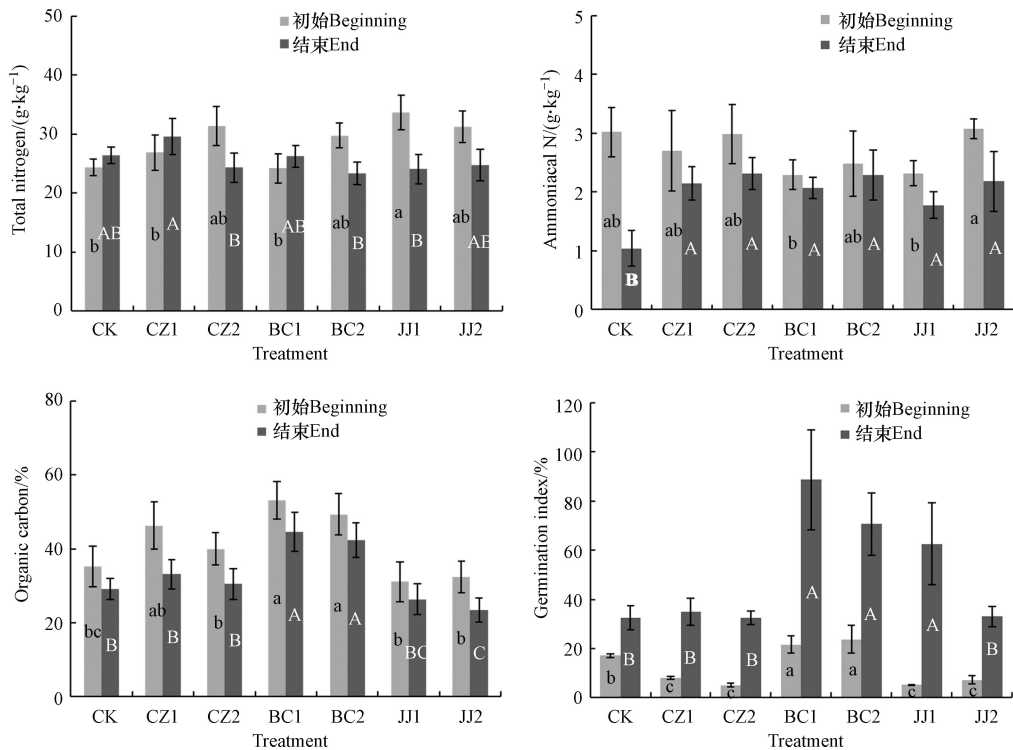 50
40
30
20
10
0
Total nitrogen/(g·kg⁻¹)
初始Beginning
结束End
b AB b A ab B b AB ab B a B ab AB
CK CZ1 CZ2 BC1 BC2 JJ1 JJ2
Treatment
5
4
3
2
1
0
Ammoniacal N/(g·kg⁻¹)
初始Beginning
结束End
ab B ab A ab A b A ab A b A a A
CK CZ1 CZ2 BC1 BC2 JJ1 JJ2
Treatment
80
60
40
20
0
Organic carbon/%
初始Beginning
结束End
bc B ab B b B a A a A b BC b C
CK CZ1 CZ2 BC1 BC2 JJ1 JJ2
Treatment
120
100
80
60
40
20
0
Germination index/%
初始Beginning
结束End
b B c B c B a A a A c A c B
CK CZ1 CZ2 BC1 BC2 JJ1 JJ2
Treatment